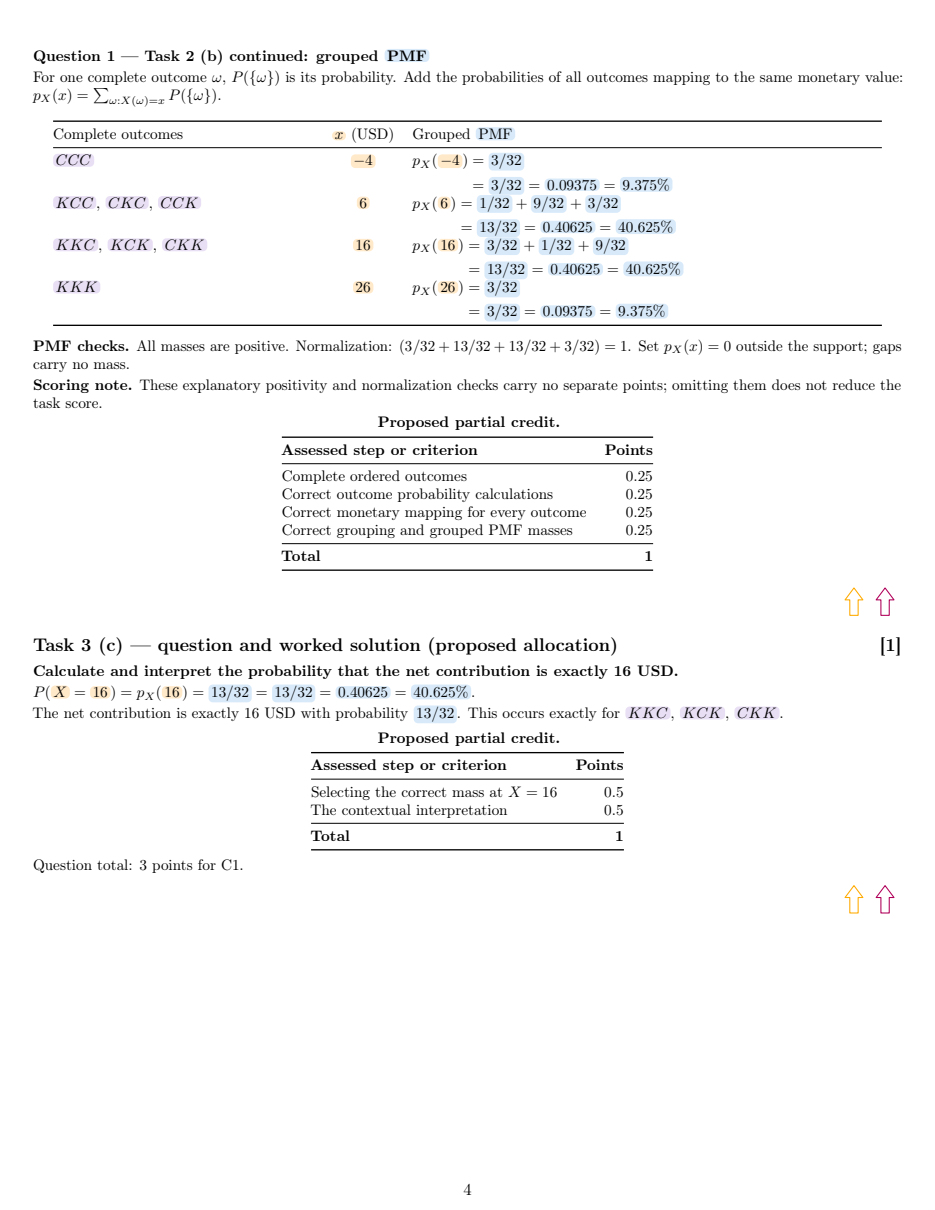 Question 1 — Task 2 (b) continued: grouped PMF
For one complete outcome ω, P({ω}) is its probability. Add the probabilities of all outcomes mapping to the same monetary value:
pX(x) = ∑ω:X(ω)=x P({ω}).
Complete outcomes x (USD) Grouped PMF
CCC −4 pX(−4) = 3/32
= 3/32 = 0.09375 = 9.375%
KCC, CKC, CCK 6 pX(6) = 1/32 + 9/32 + 3/32
= 13/32 = 0.40625 = 40.625%
KKC, KCK, CKK 16 pX(16) = 3/32 + 1/32 + 9/32
= 13/32 = 0.40625 = 40.625%
KKK 26 pX(26) = 3/32
= 3/32 = 0.09375 = 9.375%
PMF checks. All masses are positive. Normalization: (3/32 + 13/32 + 13/32 + 3/32) = 1. Set pX(x) = 0 outside the support; gaps
carry no mass.
Scoring note. These explanatory positivity and normalization checks carry no separate points; omitting them does not reduce the
task score.
Proposed partial credit.
Assessed step or criterion Points
Complete ordered outcomes 0.25
Correct outcome probability calculations 0.25
Correct monetary mapping for every outcome 0.25
Correct grouping and grouped PMF masses 0.25
Total 1
Task 3 (c) — question and worked solution (proposed allocation) [1]
Calculate and interpret the probability that the net contribution is exactly 16 USD.
P(X = 16) = pX(16) = 13/32 = 13/32 = 0.40625 = 40.625%.
The net contribution is exactly 16 USD with probability 13/32. This occurs exactly for KKC, KCK, CKK.
Proposed partial credit.
Assessed step or criterion Points
Selecting the correct mass at X = 16 0.5
The contextual interpretation 0.5
Total 1
Question total: 3 points for C1.
4